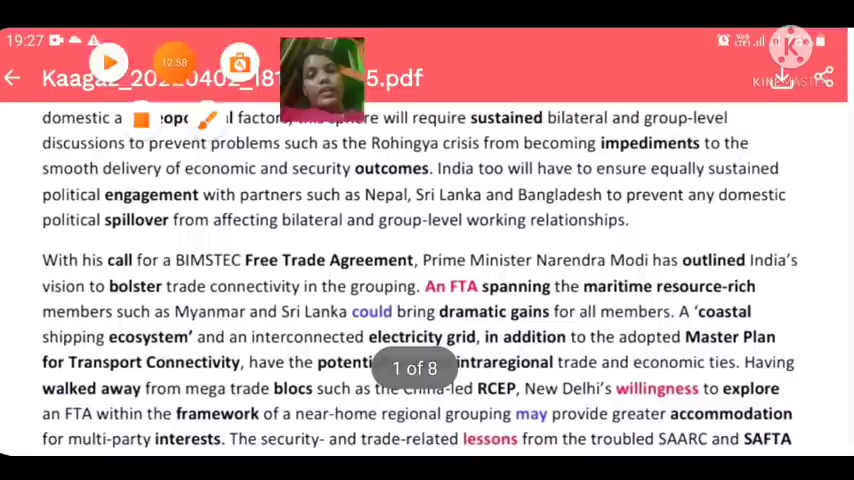 19:27
12:58
Kaagaz_20220402_181 5.pdf
KINEMASTER
domestic a eopol l factors, this sphere will require sustained bilateral and group-level
discussions to prevent problems such as the Rohingya crisis from becoming impediments to the
smooth delivery of economic and security outcomes. India too will have to ensure equally sustained
political engagement with partners such as Nepal, Sri Lanka and Bangladesh to prevent any domestic
political spillover from affecting bilateral and group-level working relationships.
With his call for a BIMSTEC Free Trade Agreement, Prime Minister Narendra Modi has outlined India's
vision to bolster trade connectivity in the grouping. An FTA spanning the maritime resource-rich
members such as Myanmar and Sri Lanka could bring dramatic gains for all members. A 'coastal
shipping ecosystem' and an interconnected electricity grid, in addition to the adopted Master Plan
for Transport Connectivity, have the potenti intraregional trade and economic ties. Having
1 of 8
walked away from mega trade blocs such as the China-led RCEP, New Delhi's willingness to explore
an FTA within the framework of a near-home regional grouping may provide greater accommodation
for multi-party interests. The security- and trade-related lessons from the troubled SAARC and SAFTA